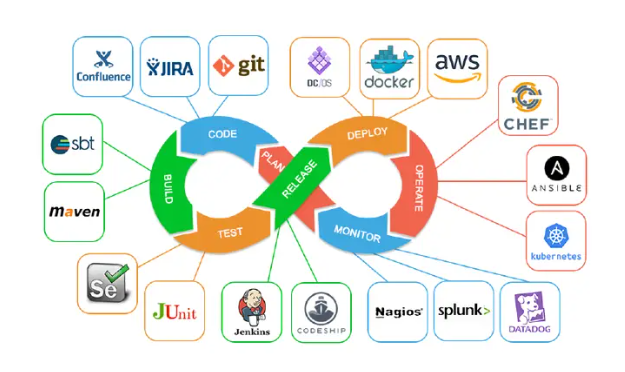 Confluence
JIRA
git
DC/OS
docker
aws
CHEF
sbt
CODE
PLAN
RELEASE
DEPLOY
OPERATE
ANSIBLE
BUILD
maven
TEST
MONITOR
kubernetes
Se
JUnit
Jenkins
CODESHIP
Nagios®
splunk>
DATADOG